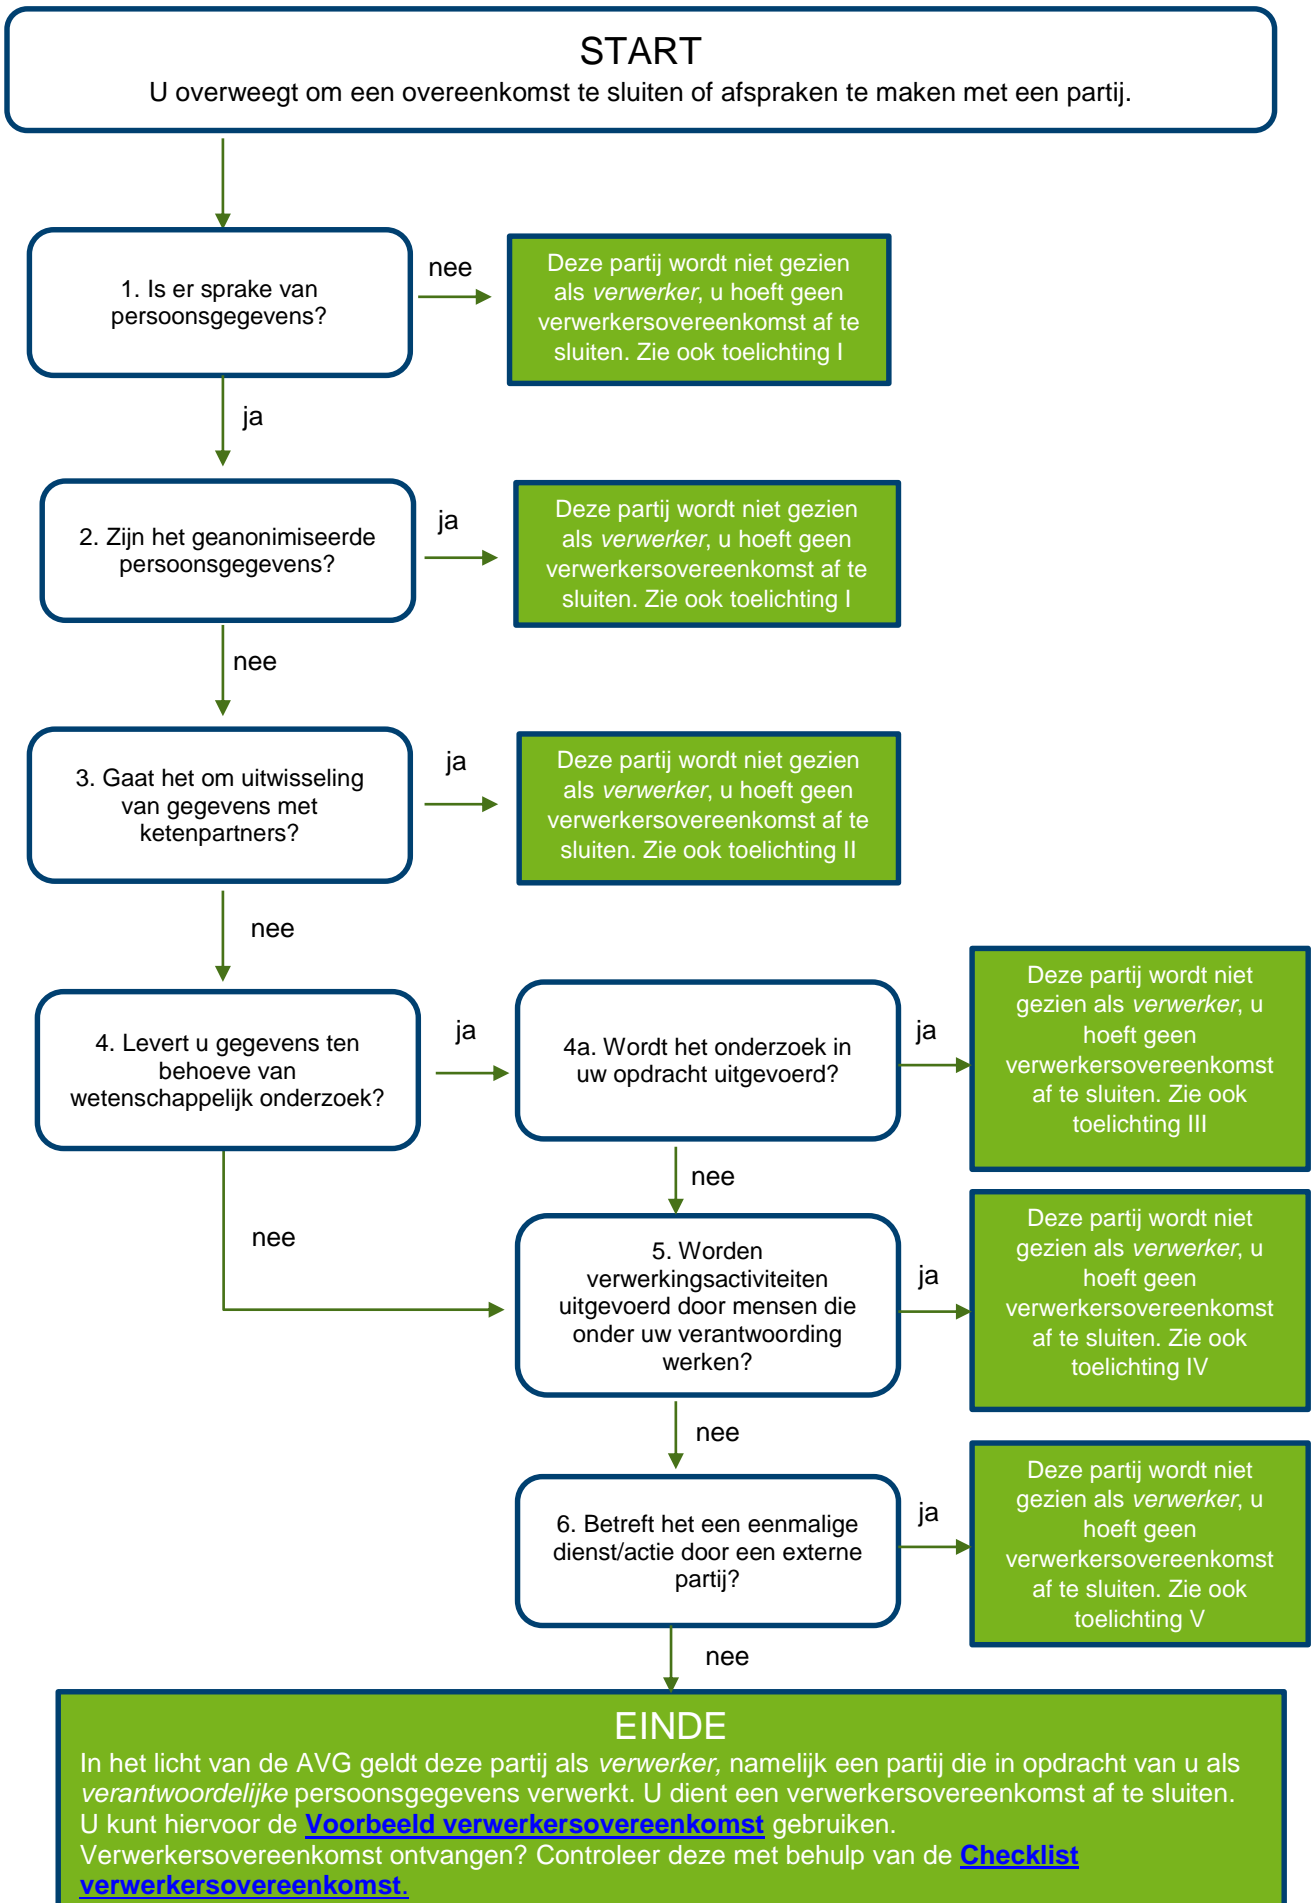 START
U overweegt om een overeenkomst te sluiten of afspraken te maken met een partij.
1. Is er sprake van
persoonsgegevens?
nee
Deze partij wordt niet gezien
als verwerker, u hoeft geen
verwerkersovereenkomst af te
sluiten. Zie ook toelichting I
ja
2. Zijn het geanonimiseerde
persoonsgegevens?
ja
Deze partij wordt niet gezien
als verwerker, u hoeft geen
verwerkersovereenkomst af te
sluiten. Zie ook toelichting I
nee
3. Gaat het om uitwisseling
van gegevens met
ketenpartners?
ja
Deze partij wordt niet gezien
als verwerker, u hoeft geen
verwerkersovereenkomst af te
sluiten. Zie ook toelichting II
nee
4. Levert u gegevens ten
behoeve van
wetenschappelijk onderzoek?
ja
4a. Wordt het onderzoek in
uw opdracht uitgevoerd?
ja
Deze partij wordt niet
gezien als verwerker, u
hoeft geen
verwerkersovereenkomst
af te sluiten. Zie ook
toelichting III
nee
nee
5. Worden
verwerkingsactiviteiten
uitgevoerd door mensen die
onder uw verantwoording
werken?
ja
Deze partij wordt niet
gezien als verwerker, u
hoeft geen
verwerkersovereenkomst
af te sluiten. Zie ook
toelichting IV
nee
6. Betreft het een eenmalige
dienst/actie door een externe
partij?
ja
Deze partij wordt niet
gezien als verwerker, u
hoeft geen
verwerkersovereenkomst
af te sluiten. Zie ook
toelichting V
nee
EINDE
In het licht van de AVG geldt deze partij als verwerker, namelijk een partij die in opdracht van u als
verantwoordelijke persoonsgegevens verwerkt. U dient een verwerkersovereenkomst af te sluiten.
U kunt hiervoor de Voorbeeld verwerkersovereenkomst gebruiken.
Verwerkersovereenkomst ontvangen? Controleer deze met behulp van de Checklist
verwerkersovereenkomst.